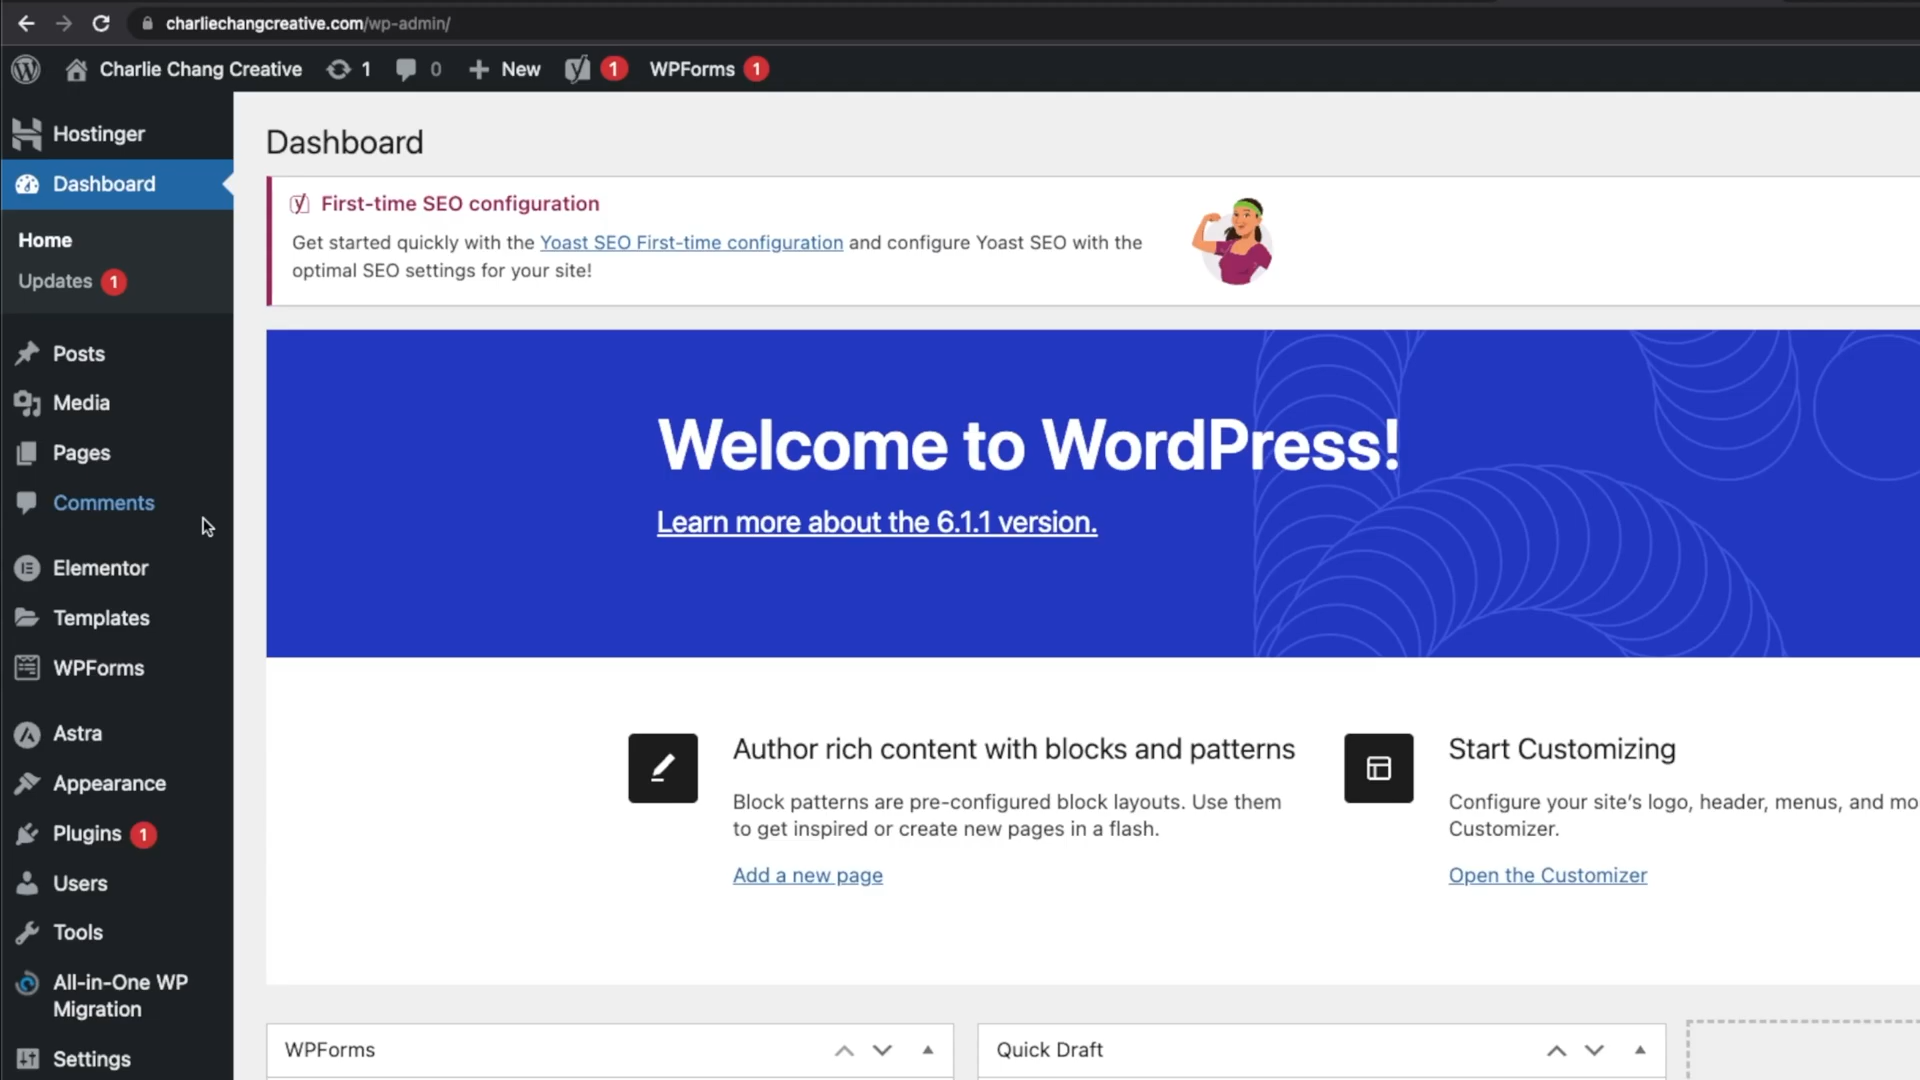 charliechangcreative.com/wp-admin/
Charlie Chang Creative 1 0 New 1 WPForms 1
Hostinger
Dashboard
Home
Updates 1
Posts
Media
Pages
Comments
Elementor
Templates
WPForms
Astra
Appearance
Plugins 1
Users
Tools
All-in-One WP
Migration
Settings
Dashboard
First-time SEO configuration
Get started quickly with the Yoast SEO First-time configuration and configure Yoast SEO with the
optimal SEO settings for your site!
Welcome to WordPress!
Learn more about the 6.1.1 version.
Author rich content with blocks and patterns
Block patterns are pre-configured block layouts. Use them
to get inspired or create new pages in a flash.
Add a new page
Start Customizing
Configure your site's logo, header, menus, and mo
Customizer.
Open the Customizer
WPForms
Quick Draft